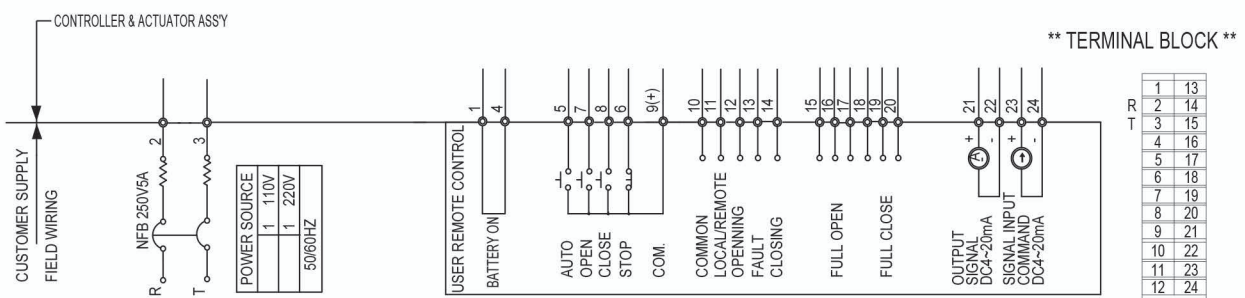 CONTROLLER & ACTUATOR ASS'Y
** TERMINAL BLOCK **
CUSTOMER SUPPLY
FIELD WIRING
2
3
NFB 250V5A
R
T
POWER SOURCE
1 110V
1 220V
50/60HZ
USER REMOTE CONTROL
1
4
BATTERY ON
5
7
8
6
9(+)
AUTO
OPEN
CLOSE
STOP
COM.
10
11
12
13
14
COMMON
LOCAL/REMOTE
OPENNING
FAULT
CLOSING
15
16
17
18
19
20
FULL OPEN
FULL CLOSE
21
22
23
24
+
-
+
-
A
OUTPUT
SIGNAL
DC4~20mA
SIGNAL INPUT
COMMAND
DC4~20mA
1 13
R 2 14
T 3 15
4 16
5 17
6 18
7 19
8 20
9 21
10 22
11 23
12 24